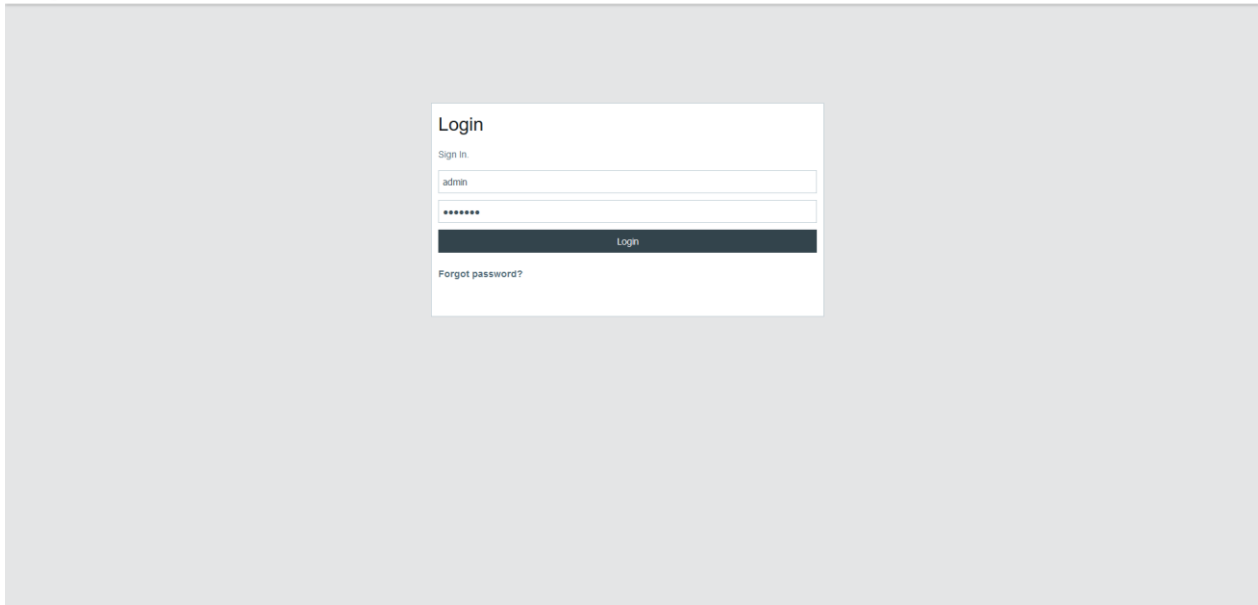 Login
Sign In.
admin
•••••••
Login
Forgot password?